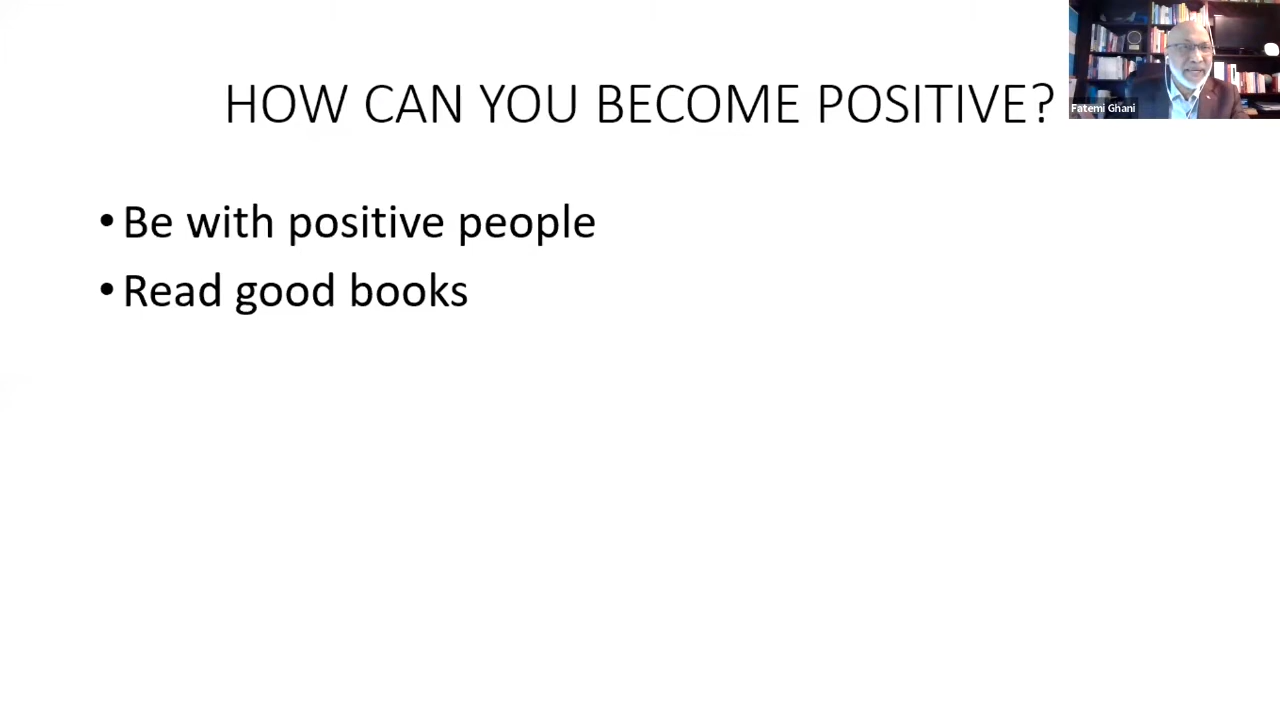 HOW CAN YOU BECOME POSITIVE?
Fatemi Ghani
• Be with positive people
• Read good books